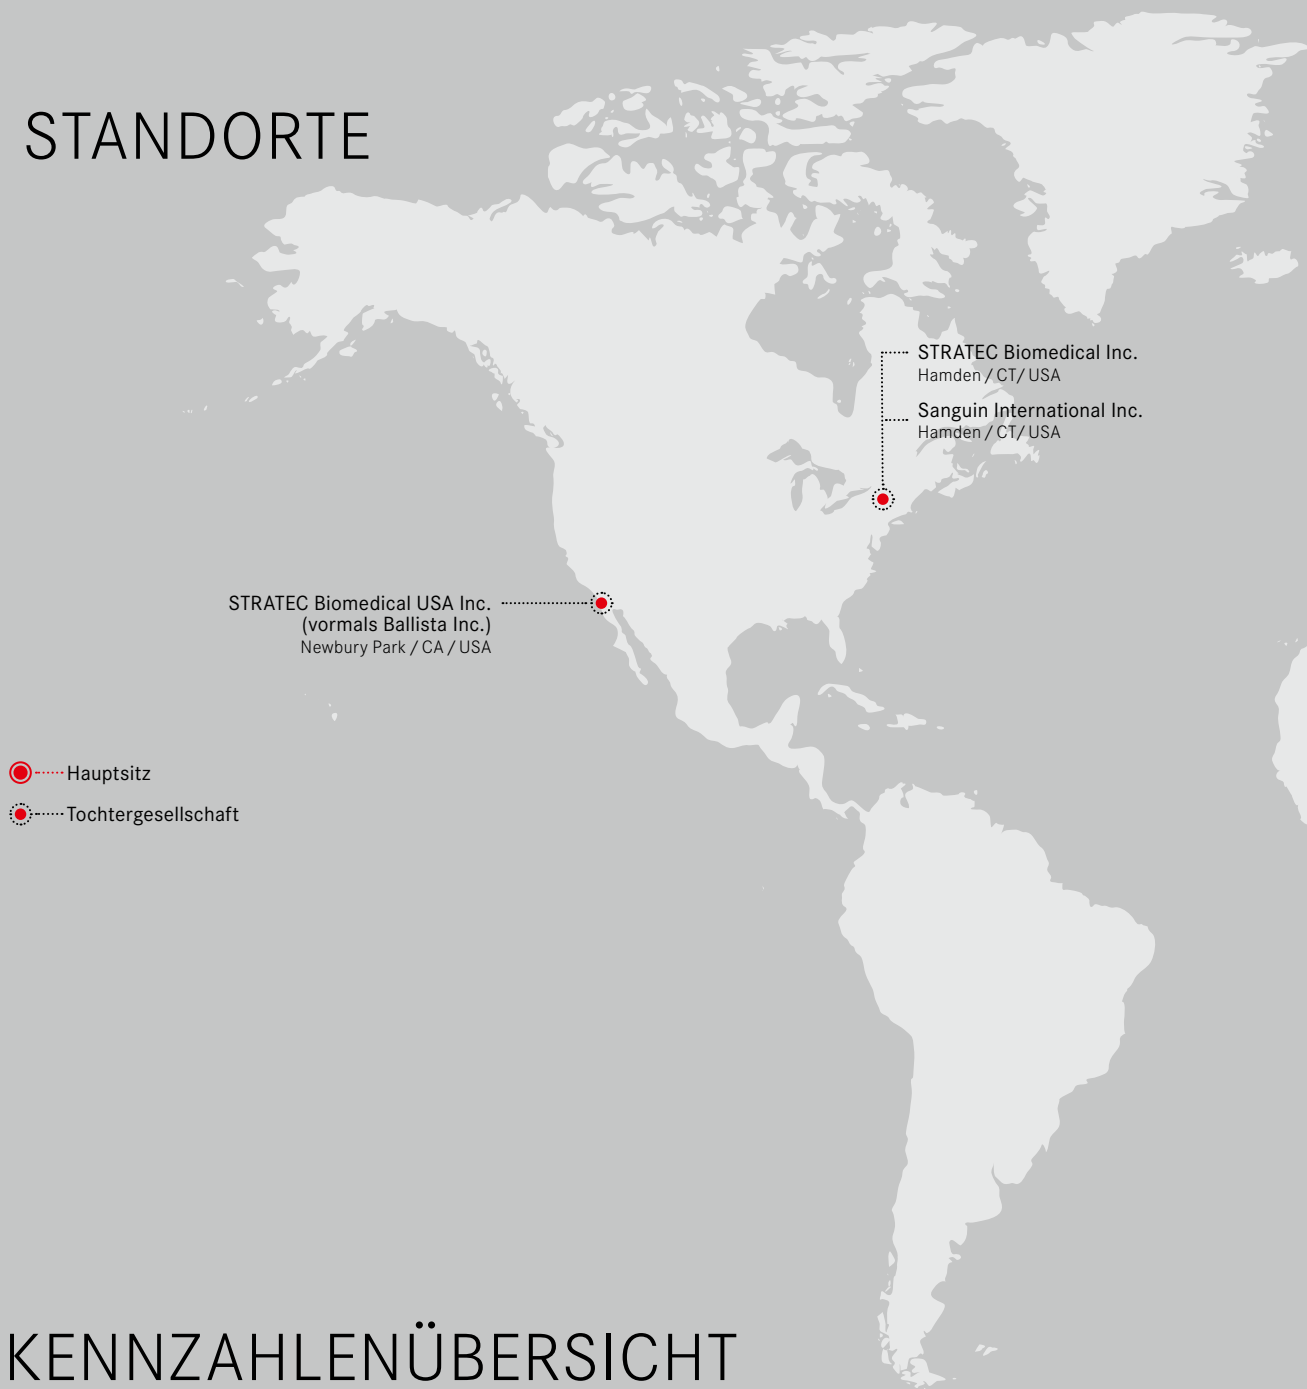 STANDORTE
STRATEC Biomedical Inc.
Hamden / CT/ USA
Sanguin International Inc.
Hamden / CT/ USA
STRATEC Biomedical USA Inc.
(vormals Ballista Inc.)
Newbury Park / CA / USA
Hauptsitz
Tochtergesellschaft
KENNZAHLENÜBERSICHT